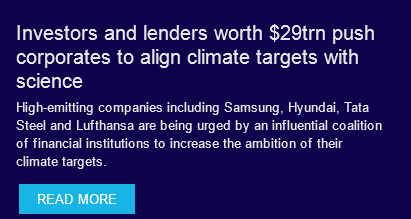 Investors and lenders worth $29trn push
corporates to align climate targets with
science
High-emitting companies including Samsung, Hyundai, Tata
Steel and Lufthansa are being urged by an influential coalition
of financial institutions to increase the ambition of their
climate targets.
READ MORE